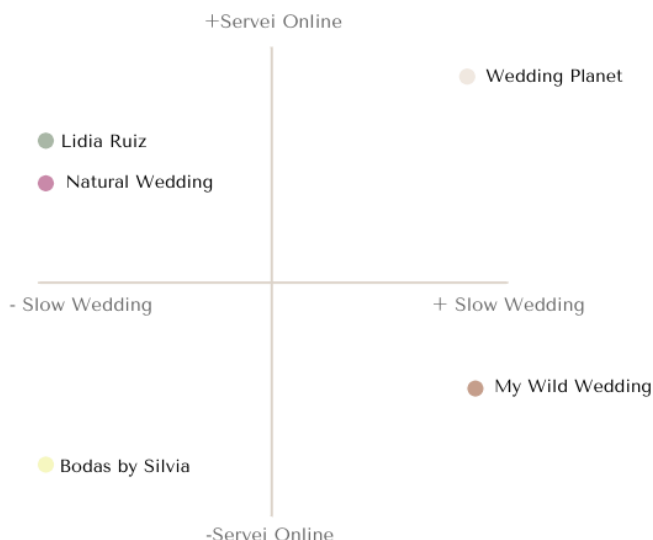 +Servei Online
Wedding Planet
Lidia Ruiz
Natural Wedding
- Slow Wedding
+ Slow Wedding
My Wild Wedding
Bodas by Silvia
-Servei Online